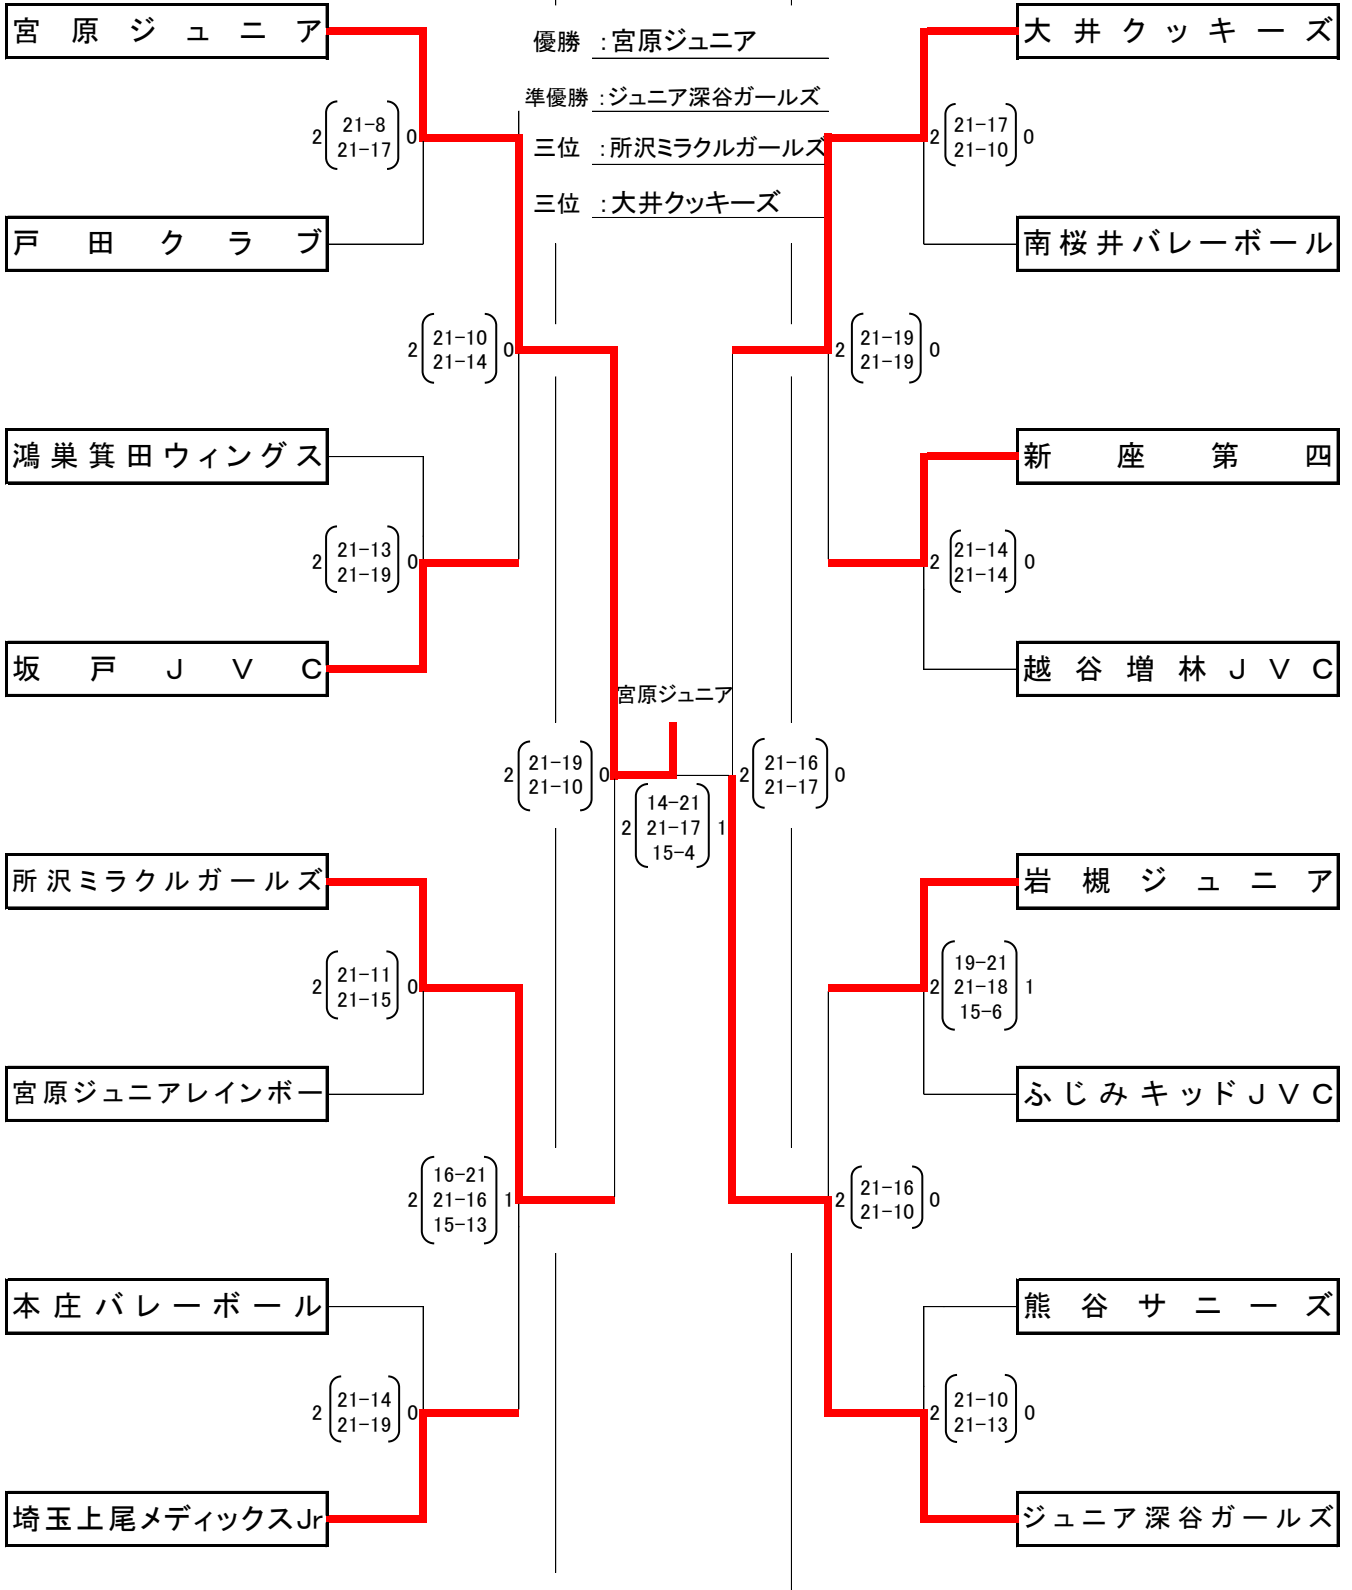 優勝 ：宮原ジュニア
準優勝 ：ジュニア深谷ガールズ
三位 ：所沢ミラクルガールズ
三位 ：大井クッキーズ
宮原ジュニア
2 21-8 0
21-17
戸田クラブ
2 21-10 0
21-14
鴻巣箕田ウィングス
2 21-13 0
21-19
坂戸ＪＶＣ
2 21-19 0
21-10
所沢ミラクルガールズ
2 21-11 0
21-15
宮原ジュニアレインボー
16-21
2 21-16 1
15-13
本庄バレーボール
2 21-14 0
21-19
埼玉上尾メディックスJr
宮原ジュニア
14-21
2 21-17 1
15-4
大井クッキーズ
2 21-17 0
21-10
南桜井バレーボール
2 21-19 0
21-19
新座第四
2 21-14 0
21-14
越谷増林ＪＶＣ
2 21-16 0
21-17
岩槻ジュニア
19-21
2 21-18 1
15-6
ふじみキッドＪＶＣ
2 21-16 0
21-10
熊谷サニーズ
2 21-10 0
21-13
ジュニア深谷ガールズ